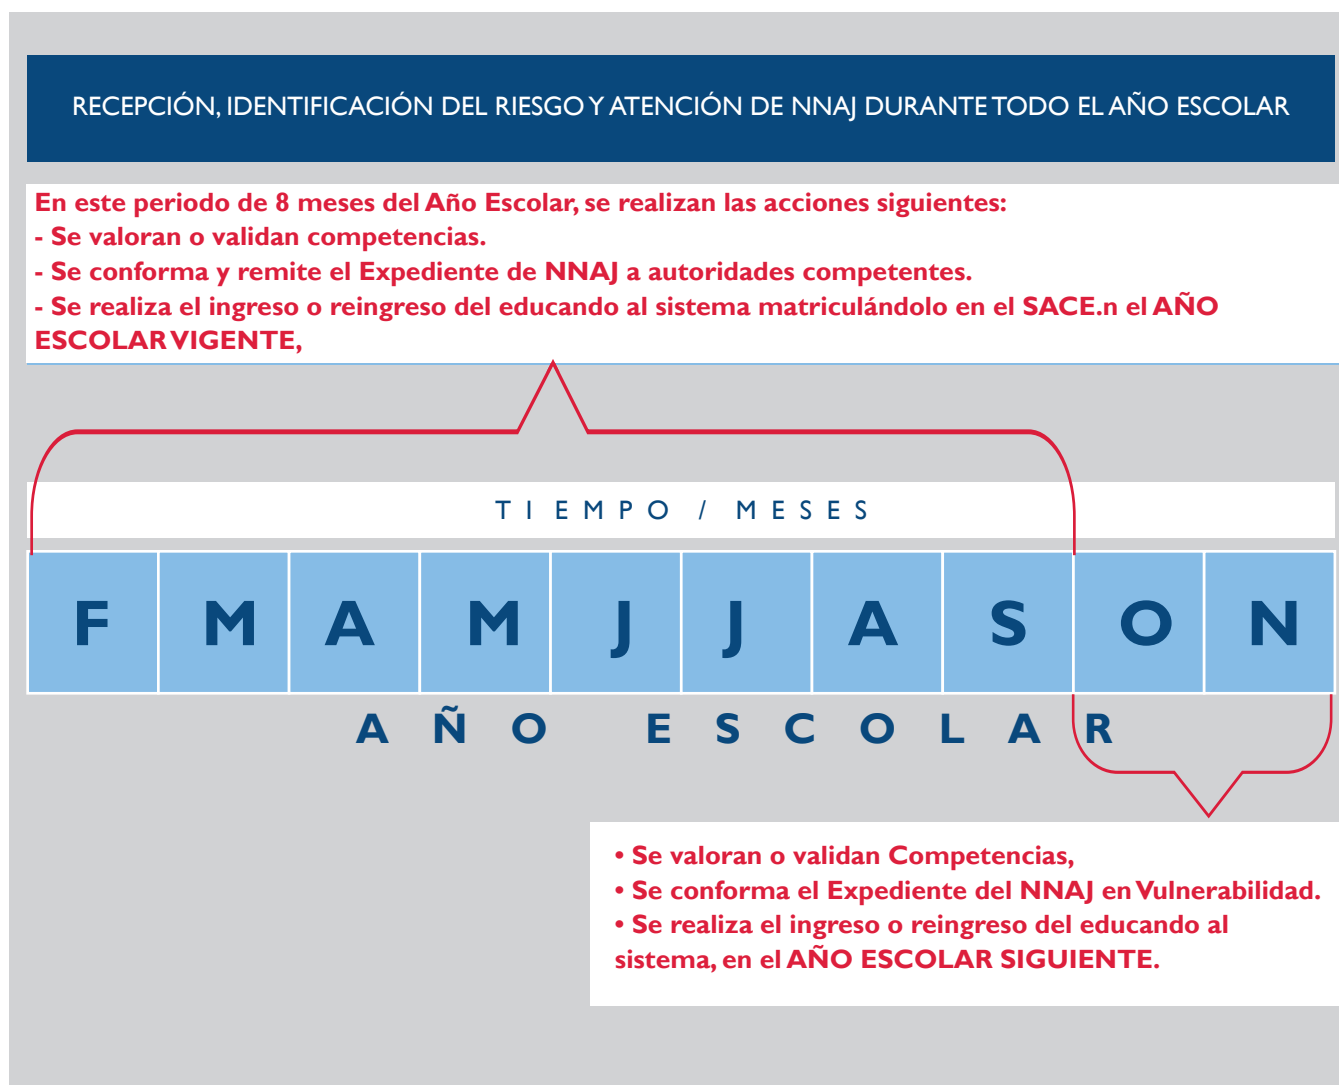 RECEPCIÓN, IDENTIFICACIÓN DEL RIESGO Y ATENCIÓN DE NNAJ DURANTE TODO EL AÑO ESCOLAR
En este periodo de 8 meses del Año Escolar, se realizan las acciones siguientes:
- Se valoran o validan competencias.
- Se conforma y remite el Expediente de NNAJ a autoridades competentes.
- Se realiza el ingreso o reingreso del educando al sistema matriculándolo en el SACE.n el AÑO
ESCOLAR VIGENTE,
TIEMPO / MESES
F M A M J J A S O N
AÑO ESCOLAR
• Se valoran o validan Competencias,
• Se conforma el Expediente del NNAJ en Vulnerabilidad.
• Se realiza el ingreso o reingreso del educando al
sistema, en el AÑO ESCOLAR SIGUIENTE.